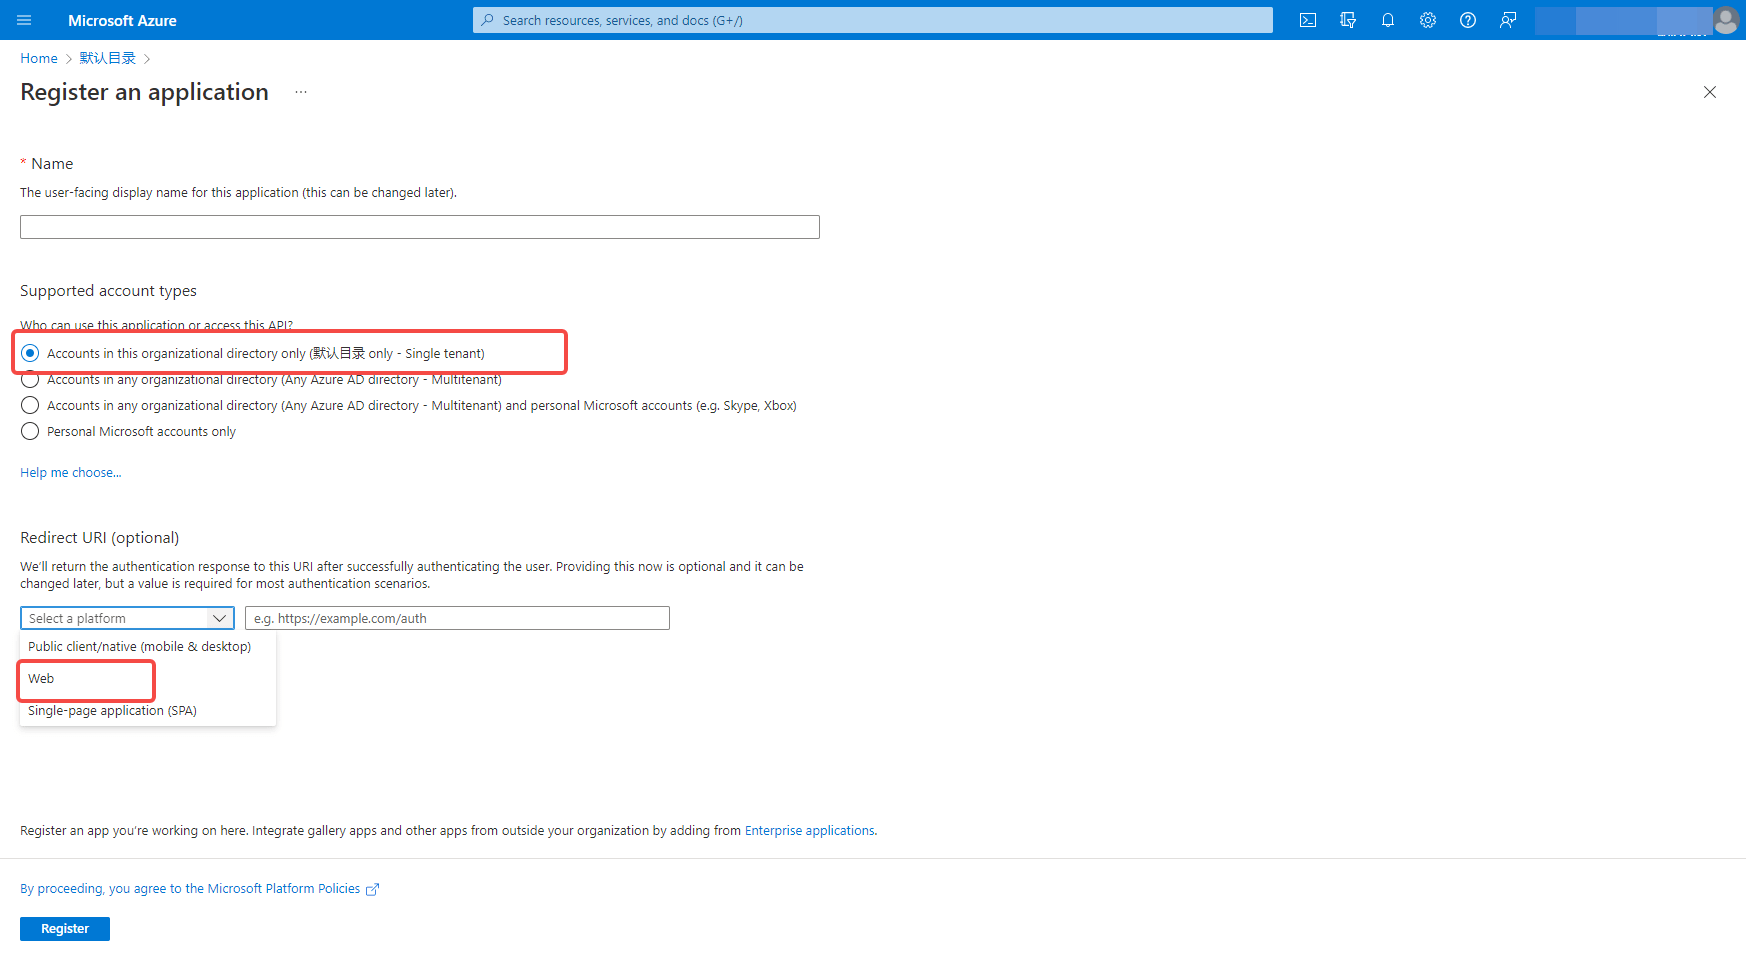 Microsoft Azure
Search resources, services, and docs (G+/)
Home > 默认目录 >
Register an application ...
* Name
The user-facing display name for this application (this can be changed later).
Supported account types
Who can use this application or access this API?
Accounts in this organizational directory only (默认目录 only - Single tenant)
Accounts in any organizational directory (Any Azure AD directory - Multitenant)
Accounts in any organizational directory (Any Azure AD directory - Multitenant) and personal Microsoft accounts (e.g. Skype, Xbox)
Personal Microsoft accounts only
Help me choose...
Redirect URI (optional)
We'll return the authentication response to this URI after successfully authenticating the user. Providing this now is optional and it can be
changed later, but a value is required for most authentication scenarios.
Select a platform
e.g. https://example.com/auth
Public client/native (mobile & desktop)
Web
Single-page application (SPA)
Register an app you're working on here. Integrate gallery apps and other apps from outside your organization by adding from Enterprise applications.
By proceeding, you agree to the Microsoft Platform Policies
Register